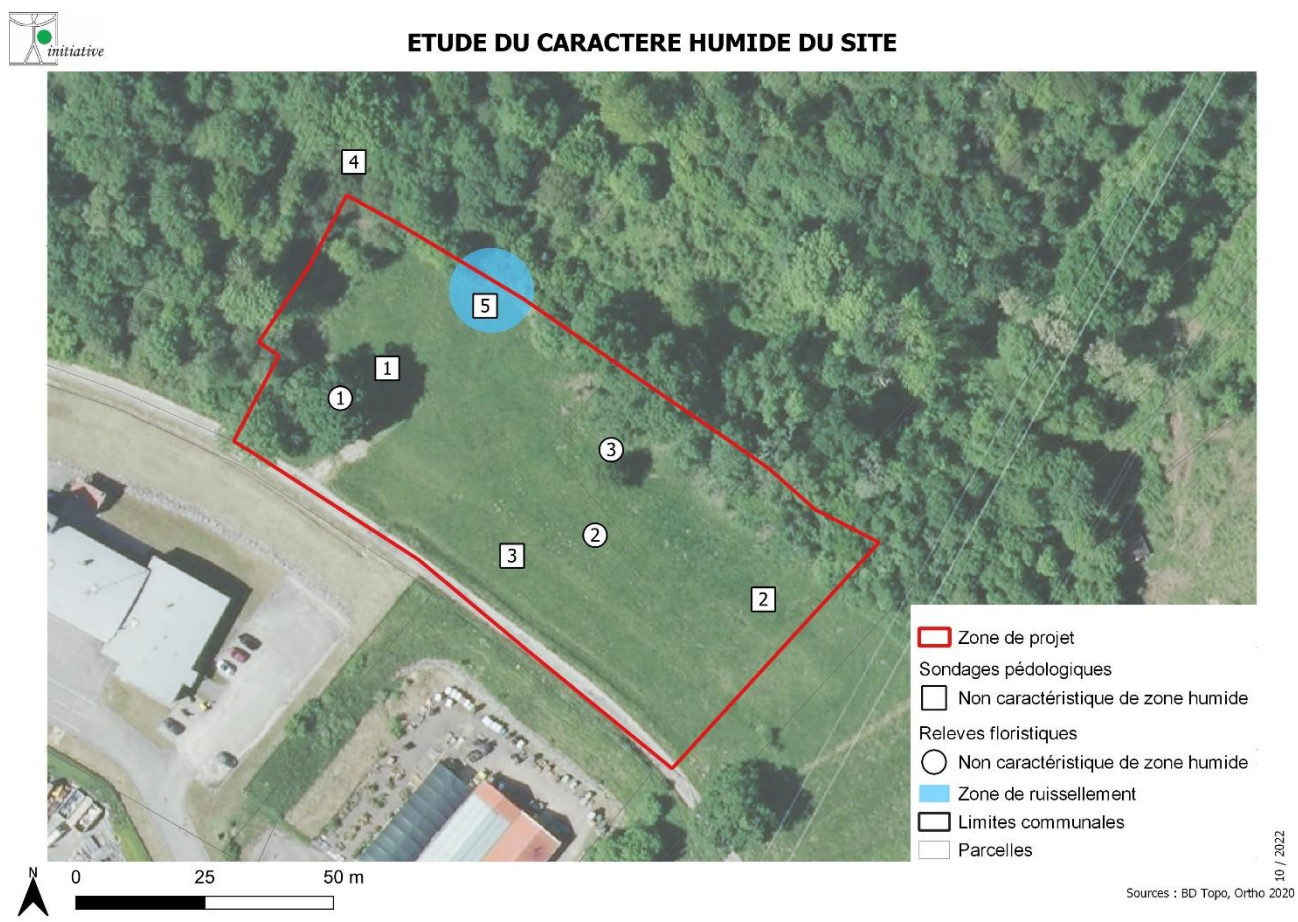 initiative
ETUDE DU CARACTERE HUMIDE DU SITE
4
5
1
1
3
2
3
2
Zone de projet
Sondages pédologiques
Non caractéristique de zone humide
Releves floristiques
Non caractéristique de zone humide
Zone de ruissellement
Limites communales
Parcelles
10 / 2022
N
0 25 50 m
Sources : BD Topo, Ortho 2020